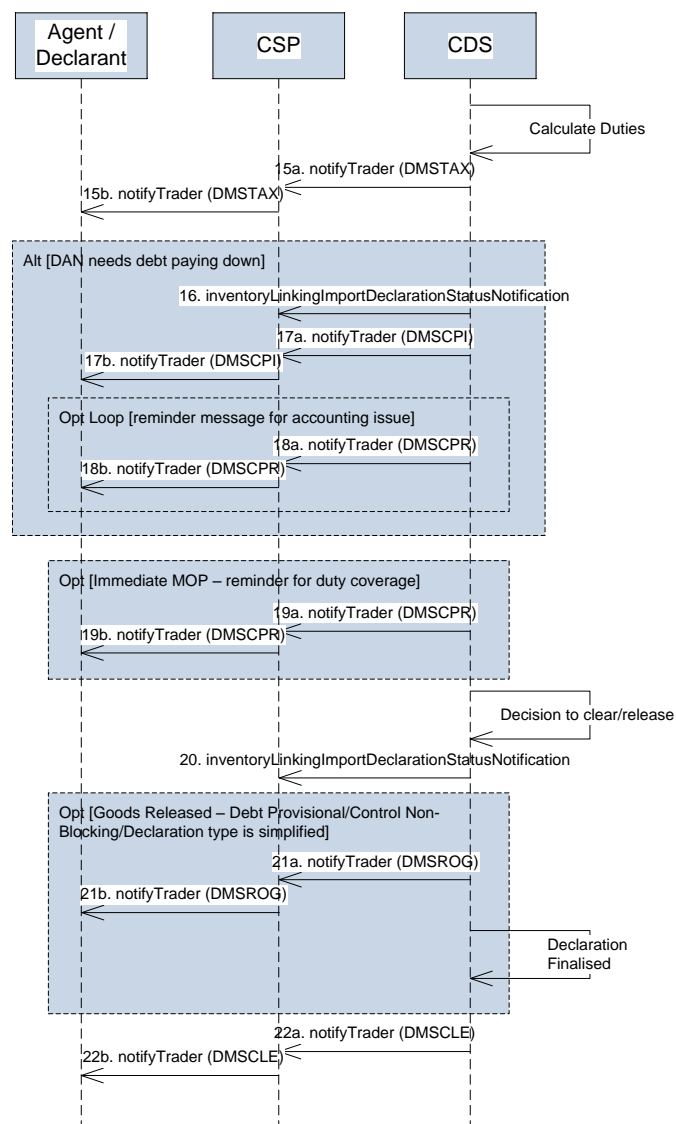 Agent /
Declarant
CSP
CDS
Calculate Duties
15a. notifyTrader (DMSTAX)
15b. notifyTrader (DMSTAX)
Alt [DAN needs debt paying down]
16. inventoryLinkingImportDeclarationStatusNotification
17a. notifyTrader (DMSCPI)
17b. notifyTrader (DMSCPI)
Opt Loop [reminder message for accounting issue]
18a. notifyTrader (DMSCPR)
18b. notifyTrader (DMSCPR)
Opt [Immediate MOP – reminder for duty coverage]
19a. notifyTrader (DMSCPR)
19b. notifyTrader (DMSCPR)
Decision to clear/release
20. inventoryLinkingImportDeclarationStatusNotification
Opt [Goods Released – Debt Provisional/Control Non-
Blocking/Declaration type is simplified]
21a. notifyTrader (DMSROG)
21b. notifyTrader (DMSROG)
Declaration
Finalised
22a. notifyTrader (DMSCLE)
22b. notifyTrader (DMSCLE)